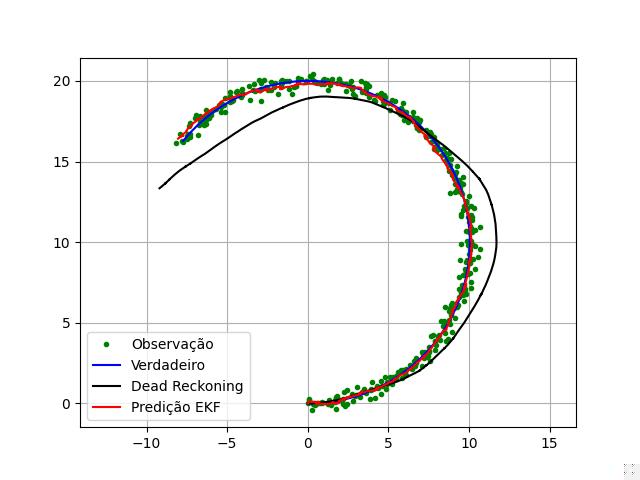 20
15
10
5
0
Observação
Verdadeiro
Dead Reckoning
Predição EKF
−10 −5 0 5 10 15